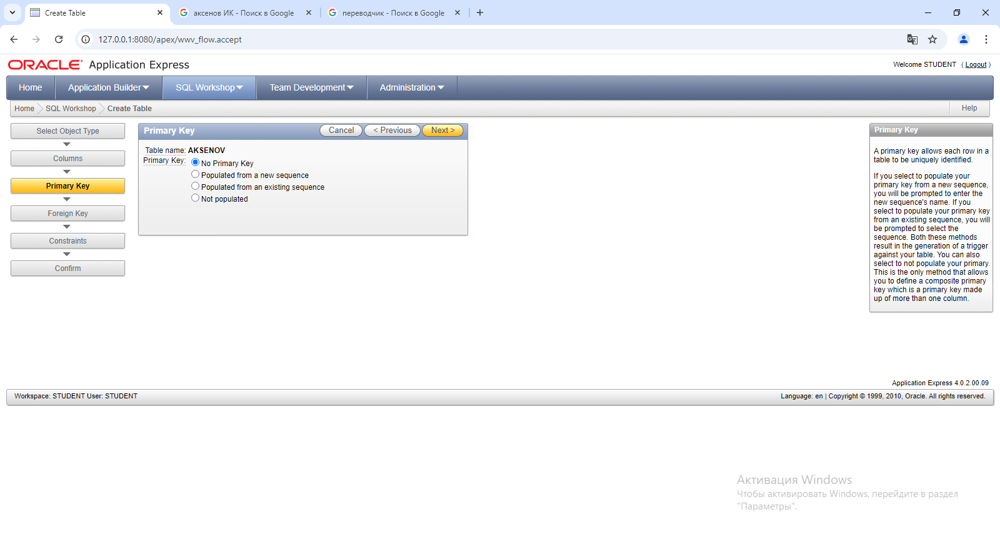 Create Table
аксенов ИК - Поиск в Google
переводчик - Поиск в Google
127.0.0.1:8080/apex/wwv_flow.accept
ORACLE Application Express
Welcome STUDENT ( Logout )
Home
Application Builder
SQL Workshop
Team Development
Administration
Home
SQL Workshop
Create Table
Help
Select Object Type
Columns
Primary Key
Foreign Key
Constraints
Confirm
Primary Key
Cancel
< Previous
Next >
Table name: AKSENOV
Primary Key:
No Primary Key
Populated from a new sequence
Populated from an existing sequence
Not populated
Primary Key
A primary key allows each row in a
table to be uniquely identified.
If you select to populate your
primary key from a new sequence,
you will be prompted to enter the
new sequence's name. If you
select to populate your primary key
from an existing sequence, you will
be prompted to select the
sequence. Both these methods
result in the generation of a trigger
against your table. You can also
select to not populate your primary.
This is the only method that allows
you to define a composite primary
key which is a primary key made
up of more than one column.
Application Express 4.0.2.00.09
Workspace: STUDENT User: STUDENT
Language: en | Copyright © 1999, 2010, Oracle. All rights reserved.
Активация Windows
Чтобы активировать Windows, перейдите в раздел
"Параметры".